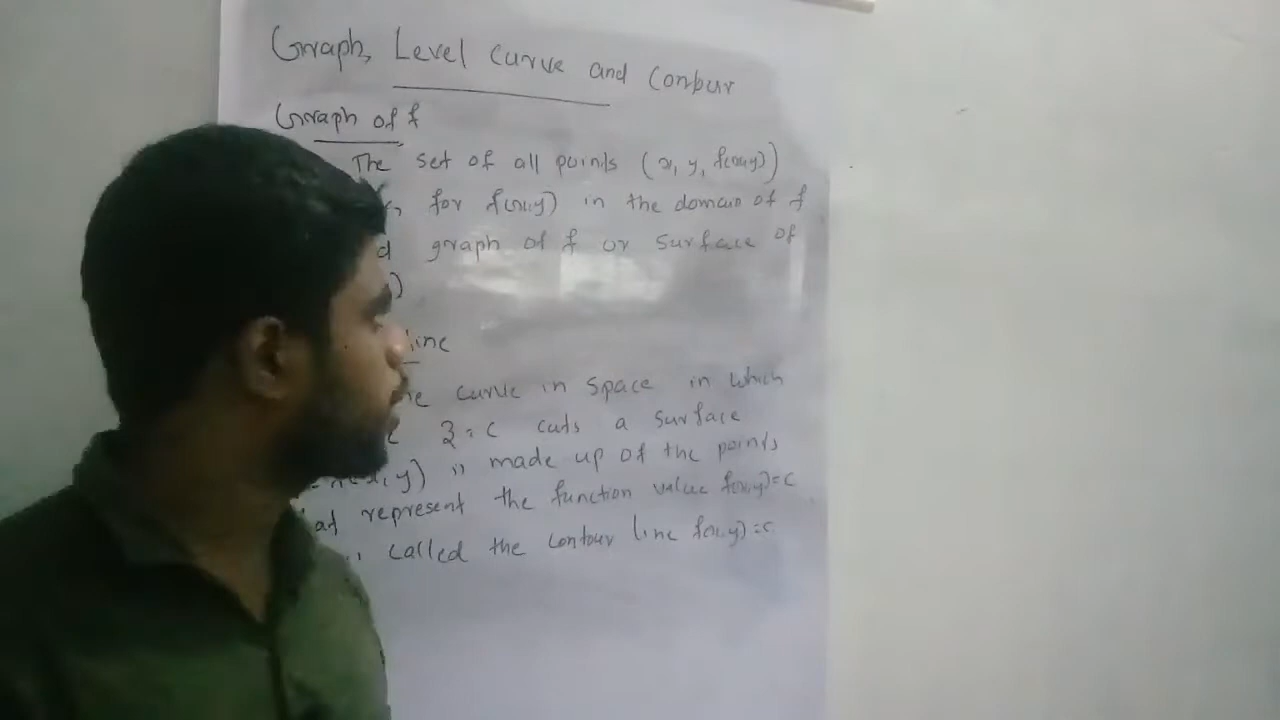 Graph, Level curve and Contour
Graph of f
The set of all points (x, y, f(x,y))
for f(x,y) in the domain of f
graph of f or surface of
)
line
curve in space in which
z = c cuts a surface
,y) is made up of the points
represent the function value f(x,y)=c
called the contour line f(x,y)=c.